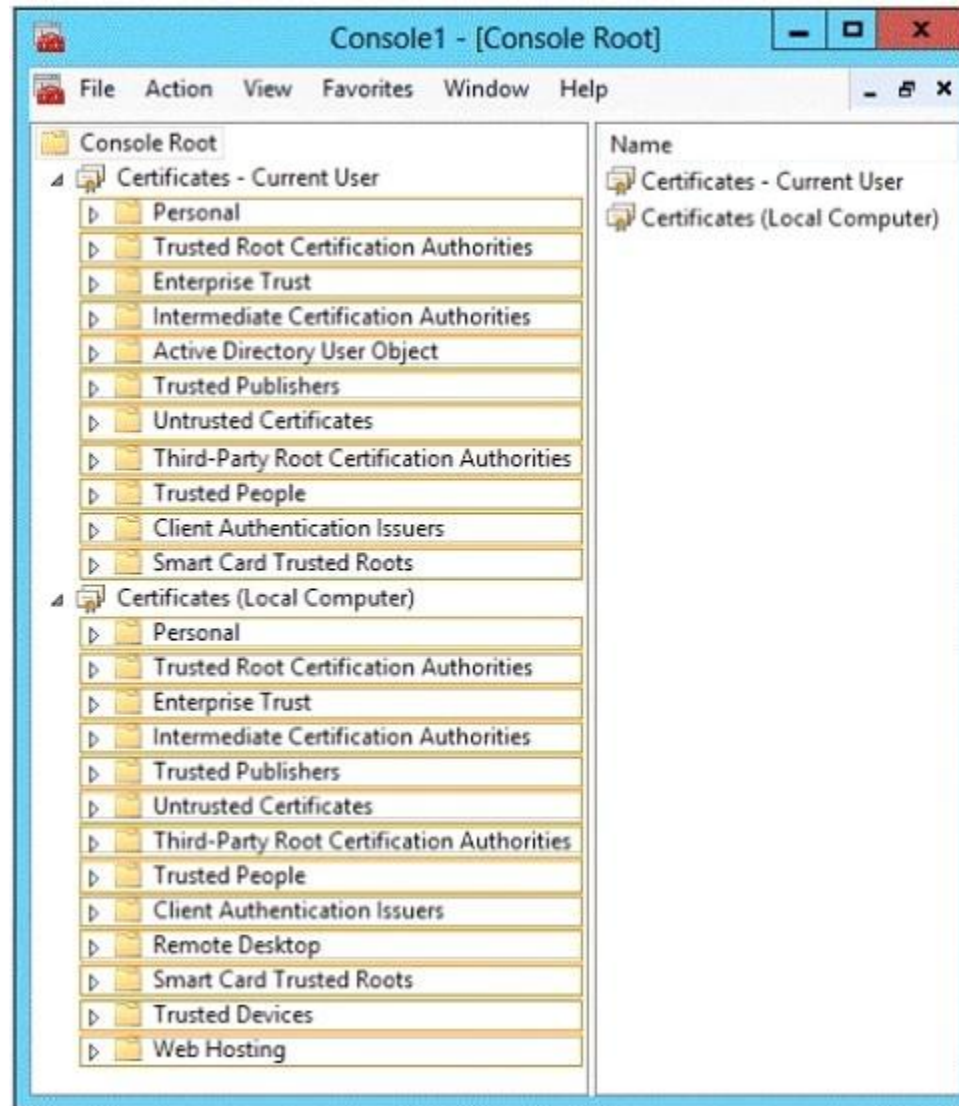 Console1 - [Console Root]
File Action View Favorites Window Help
Console Root
Certificates - Current User
Personal
Trusted Root Certification Authorities
Enterprise Trust
Intermediate Certification Authorities
Active Directory User Object
Trusted Publishers
Untrusted Certificates
Third-Party Root Certification Authorities
Trusted People
Client Authentication Issuers
Smart Card Trusted Roots
Certificates (Local Computer)
Personal
Trusted Root Certification Authorities
Enterprise Trust
Intermediate Certification Authorities
Trusted Publishers
Untrusted Certificates
Third-Party Root Certification Authorities
Trusted People
Client Authentication Issuers
Remote Desktop
Smart Card Trusted Roots
Trusted Devices
Web Hosting
Name
Certificates - Current User
Certificates (Local Computer)